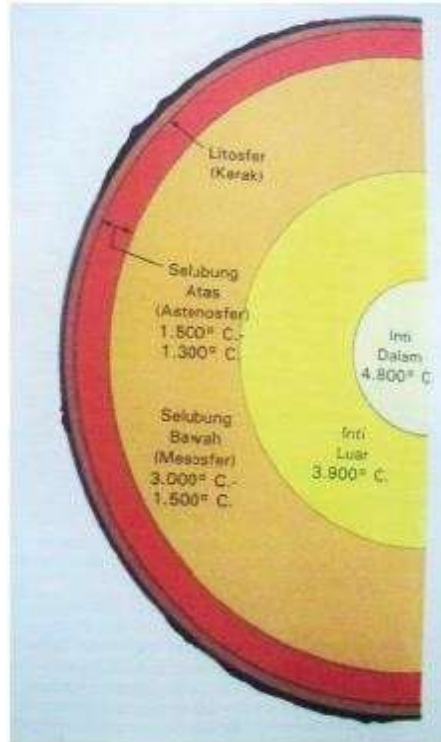 Litosfer
(Kerak)
Selubung
Atas
(Astenosfer)
1.500° C.-
1.300° C.
Selubung
Bawah
(Mesosfer)
3.000° C.-
1.500° C.
Inti
Luar
3.900° C.
Inti
Dalam
4.800° C